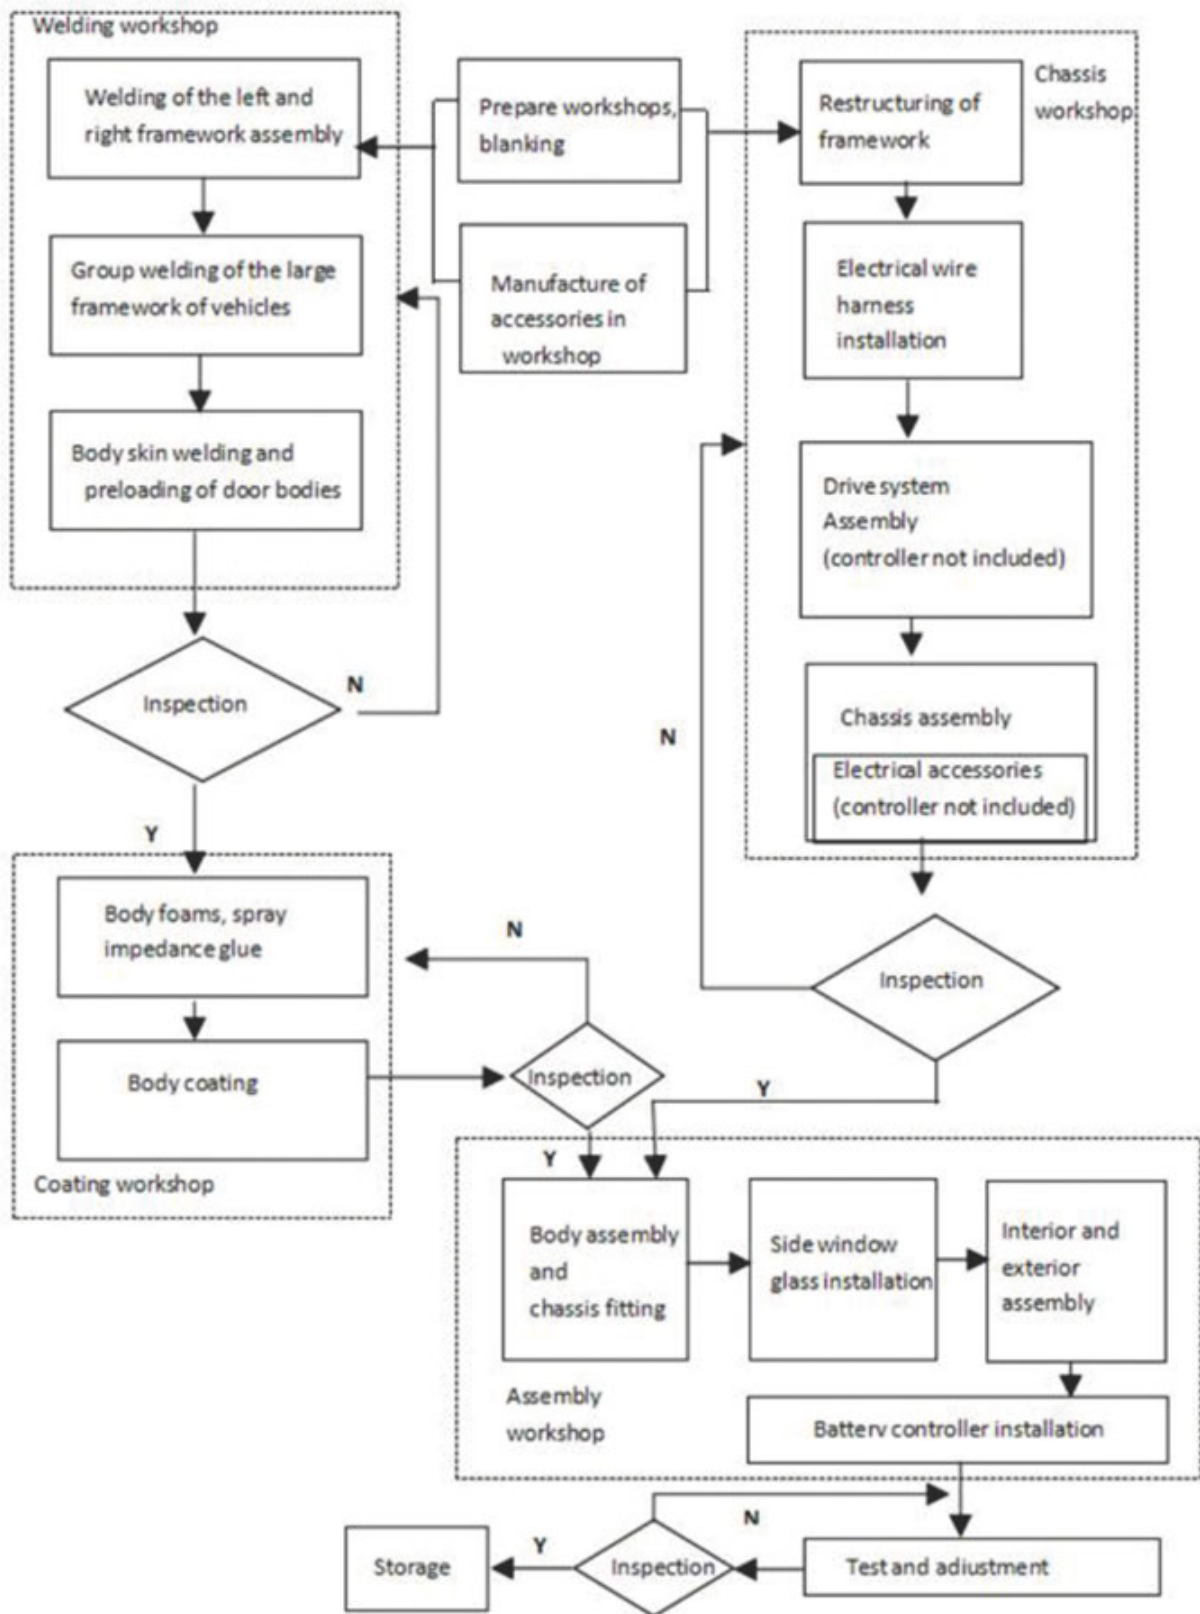 Welding workshop
Welding of the left and
right framework assembly
Group welding of the large
framework of vehicles
Body skin welding and
preloading of door bodies
Inspection
N
Y
Prepare workshops,
blanking
Manufacture of
accessories in
workshop
Chassis
workshop
Restructuring of
framework
Electrical wire
harness
installation
Drive system
Assembly
(controller not included)
Chassis assembly
Electrical accessories
(controller not included)
N
Inspection
Y
Body foams, spray
impedance glue
Body coating
Coating workshop
N
Inspection
Y
Body assembly
and
chassis fitting
Side window
glass installation
Interior and
exterior
assembly
Assembly
workshop
Batterv controller installation
N
Storage
Y
Inspection
Test and adiustment